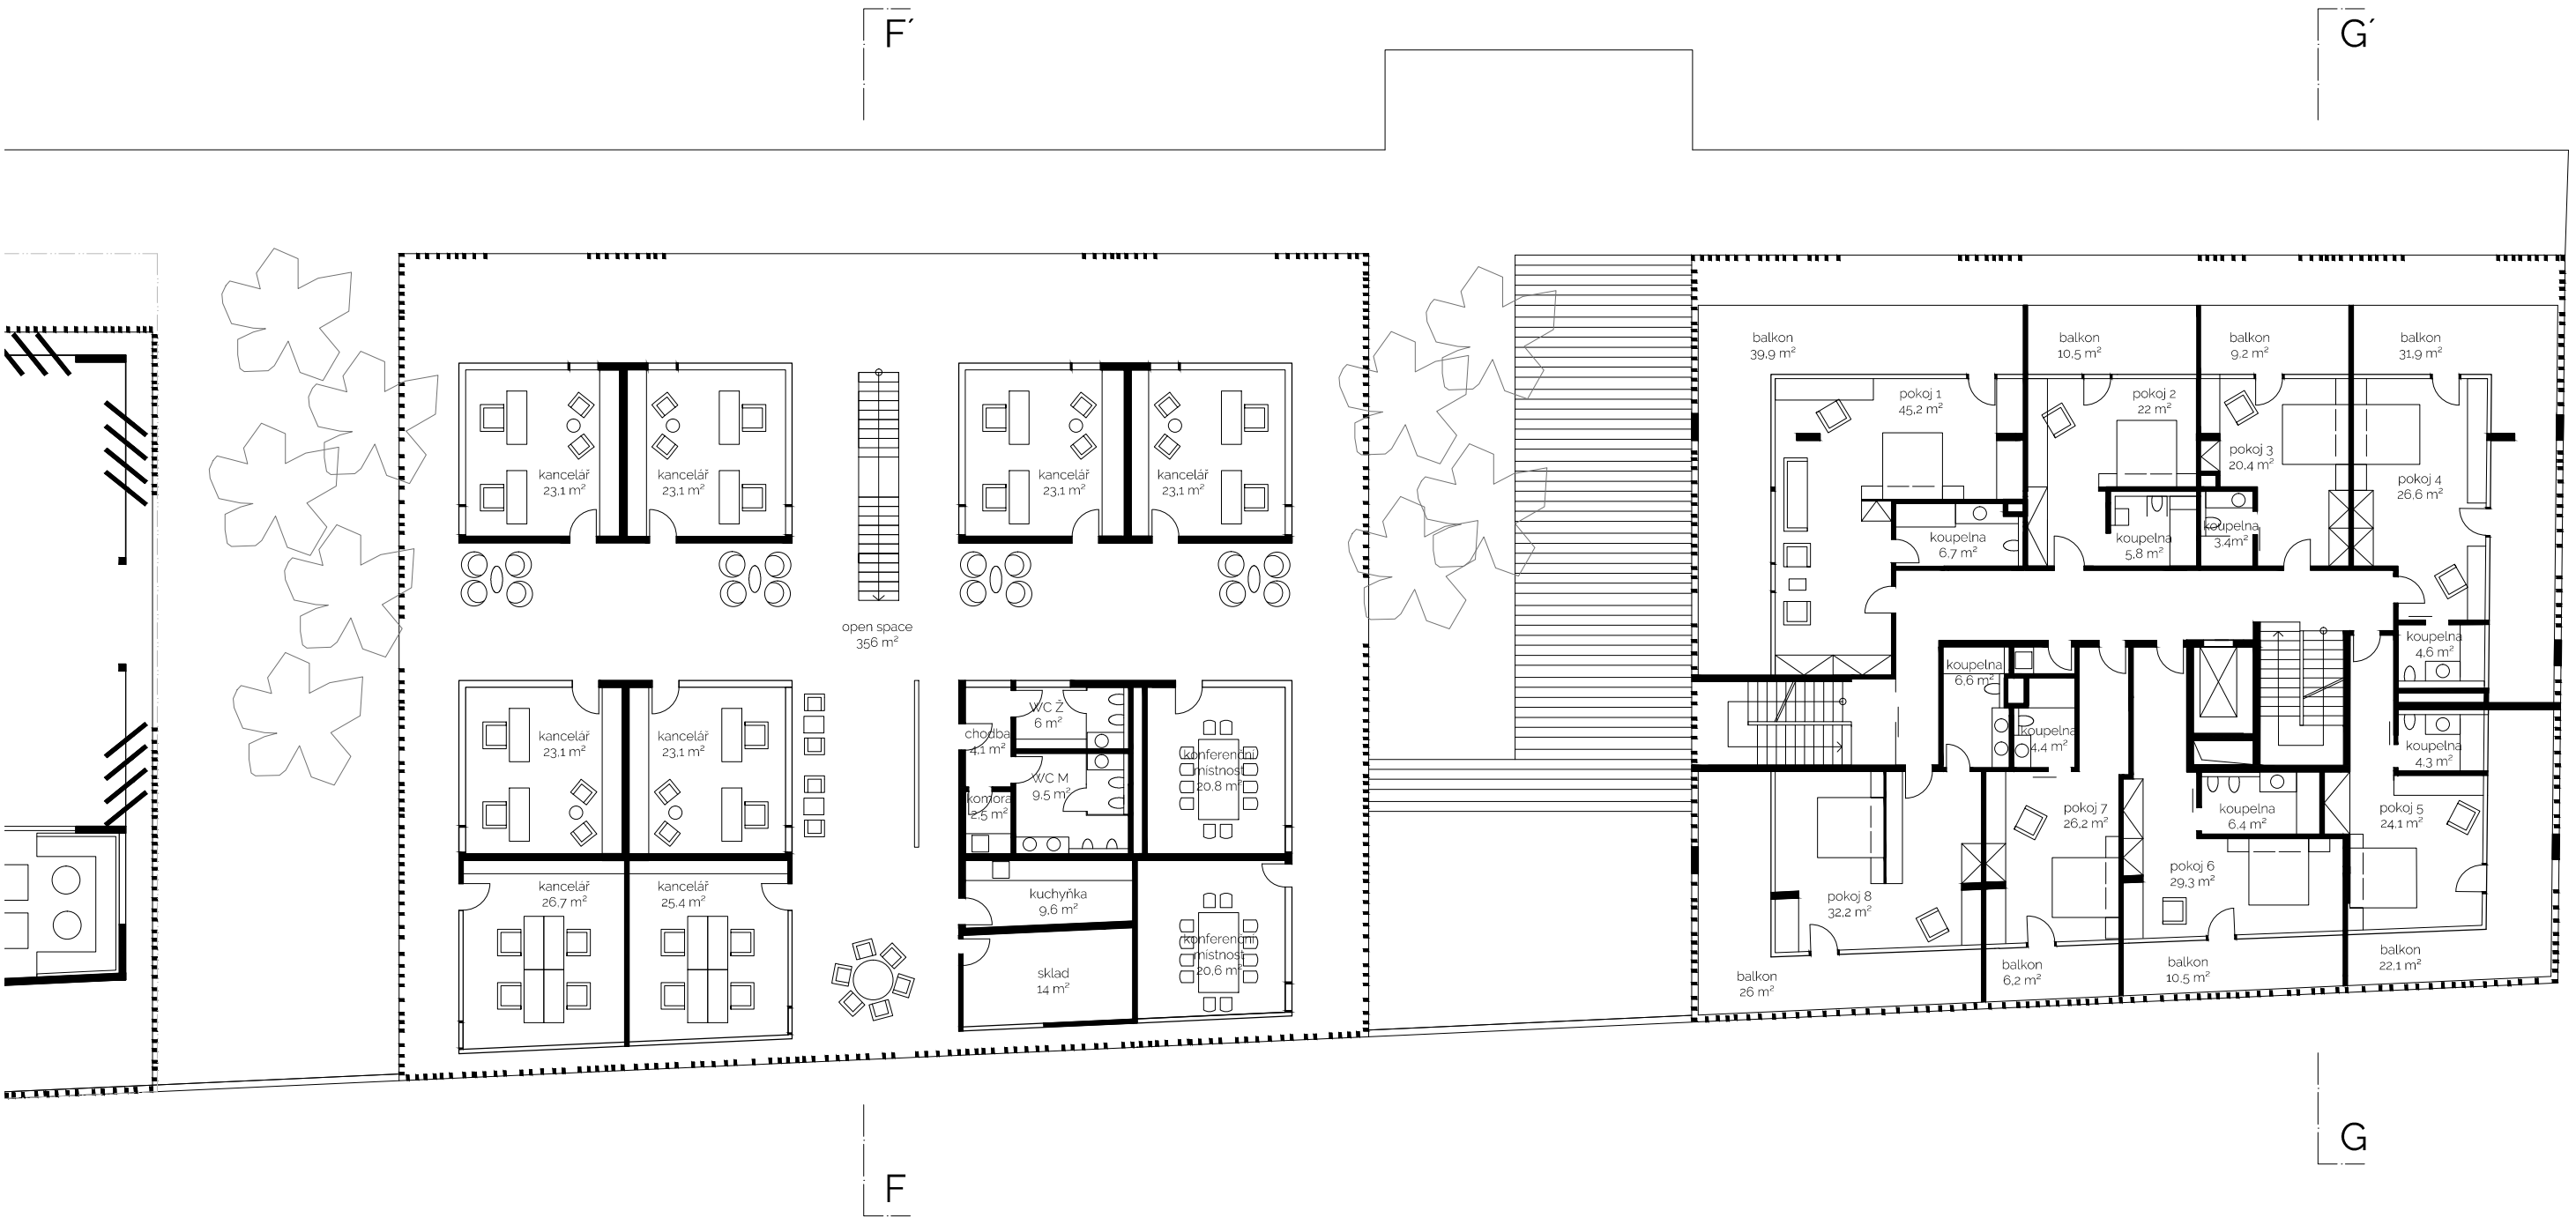 F´
G´
balkon
39,9 m²
balkon
10,5 m²
balkon
9,2 m²
balkon
31,9 m²
pokoj 1
45,2 m²
pokoj 2
22 m²
pokoj 3
20,4 m²
pokoj 4
26,6 m²
kancelář
23,1 m²
kancelář
23,1 m²
kancelář
23,1 m²
kancelář
23,1 m²
koupelna
6,7 m²
koupelna
5,8 m²
koupelna
3,4m²
open space
356 m²
koupelna
4,6 m²
koupelna
6,6 m²
koupelna
4,4 m²
koupelna
4,3 m²
kancelář
23,1 m²
kancelář
23,1 m²
WC Ž
6 m²
chodba
4,1 m²
WC M
9,5 m²
komora
2,5 m²
konferenční
místnost
20,8 m²
pokoj 7
26,2 m²
koupelna
6,4 m²
pokoj 5
24,1 m²
pokoj 6
29,3 m²
pokoj 8
32,2 m²
kancelář
26,7 m²
kancelář
25,4 m²
kuchyňka
9,6 m²
konferenční
místnost
20,6 m²
sklad
14 m²
balkon
26 m²
balkon
6,2 m²
balkon
10,5 m²
balkon
22,1 m²
F
G